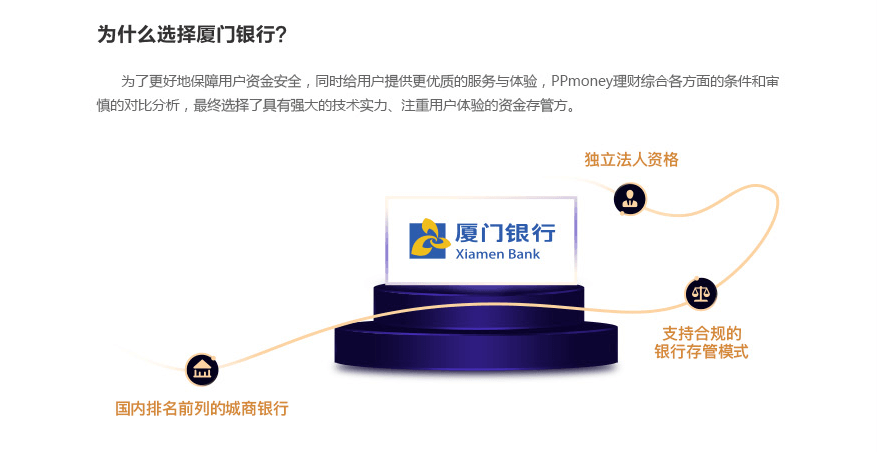 为什么选择厦门银行?
为了更好地保障用户资金安全，同时给用户提供更优质的服务与体验，PPmoney理财综合各方面的条件和审
慎的对比分析，最终选择了具有强大的技术实力、注重用户体验的资金存管方。
独立法人资格
厦门银行
Xiamen Bank
支持合规的
银行存管模式
国内排名前列的城商银行